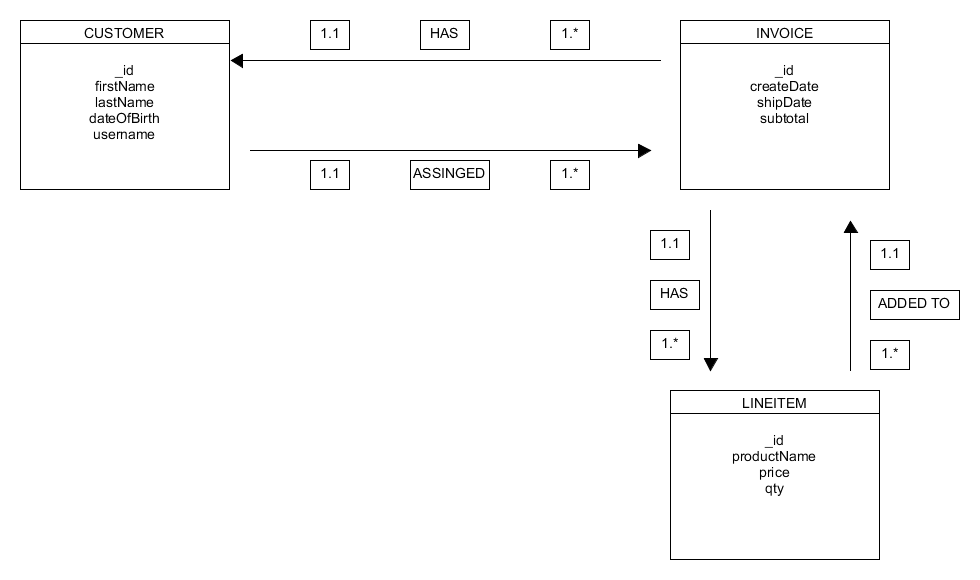 CUSTOMER
_id
firstName
lastName
dateOfBirth
username
1.1
HAS
1.*
1.1
ASSINGED
1.*
INVOICE
_id
createDate
shipDate
subtotal
1.1
HAS
1.*
1.1
ADDED TO
1.*
LINEITEM
_id
productName
price
qty